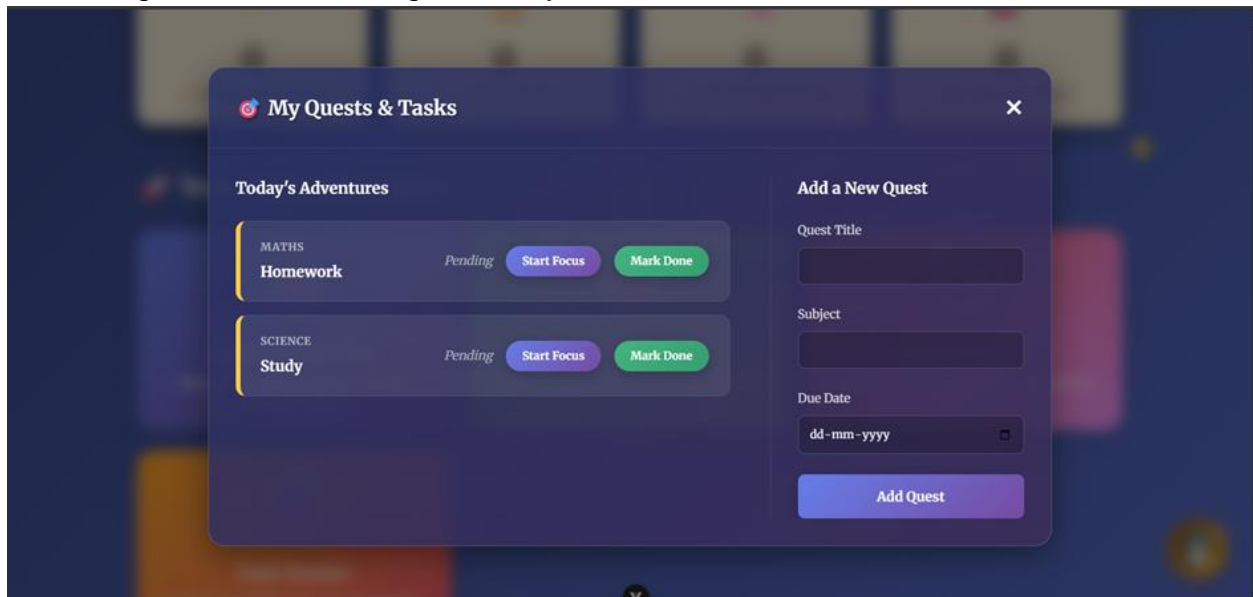 My Quests & Tasks
Today's Adventures
MATHS
Homework
Pending
Start Focus
Mark Done
SCIENCE
Study
Pending
Start Focus
Mark Done
Add a New Quest
Quest Title
Subject
Due Date
dd-mm-yyyy
Add Quest